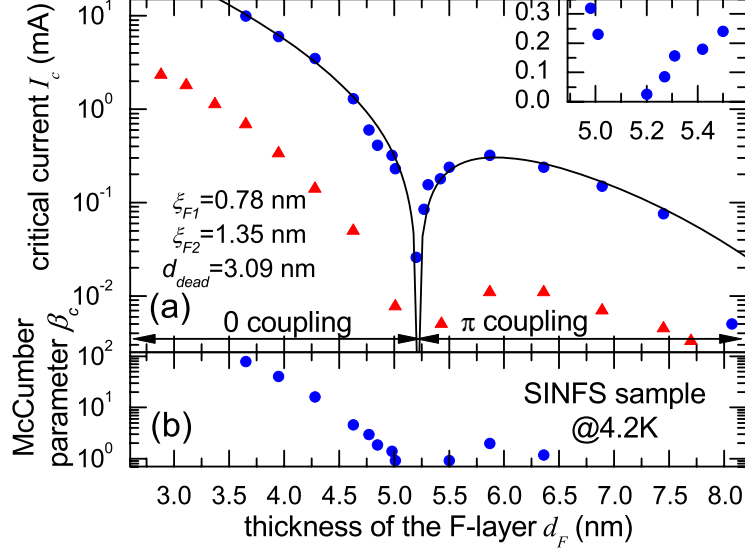 critical current I_c (mA)
10^1
10^0
10^-1
10^-2
0.3
0.2
0.1
0.0
5.0 5.2 5.4
ξ_F1=0.78 nm
ξ_F2=1.35 nm
d_dead=3.09 nm
(a)
0 coupling
π coupling
McCumber
parameter β_c
10^2
10^1
10^0
(b)
SINFS sample
@4.2K
3.0 3.5 4.0 4.5 5.0 5.5 6.0 6.5 7.0 7.5 8.0
thickness of the F-layer d_F (nm)